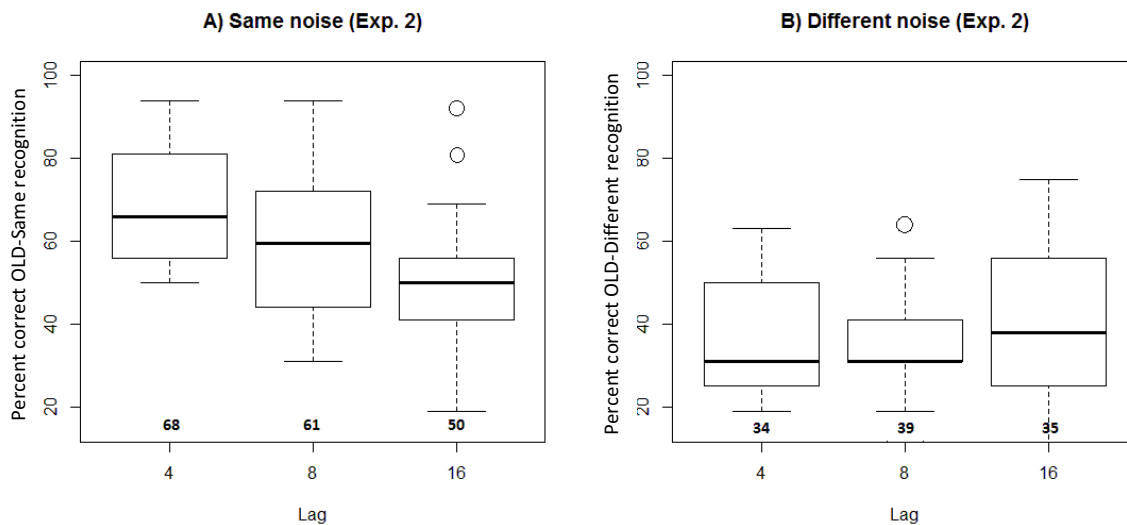 A) Same noise (Exp. 2)
Percent correct OLD-Same recognition
100
80
60
40
20
68 61 50
4 8 16
Lag
B) Different noise (Exp. 2)
Percent correct OLD-Different recognition
100
80
60
40
20
34 39 35
4 8 16
Lag